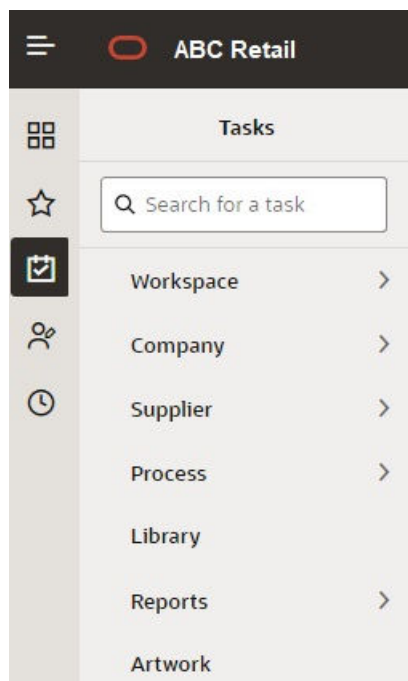 ABC Retail
Tasks
Search for a task
Workspace
Company
Supplier
Process
Library
Reports
Artwork